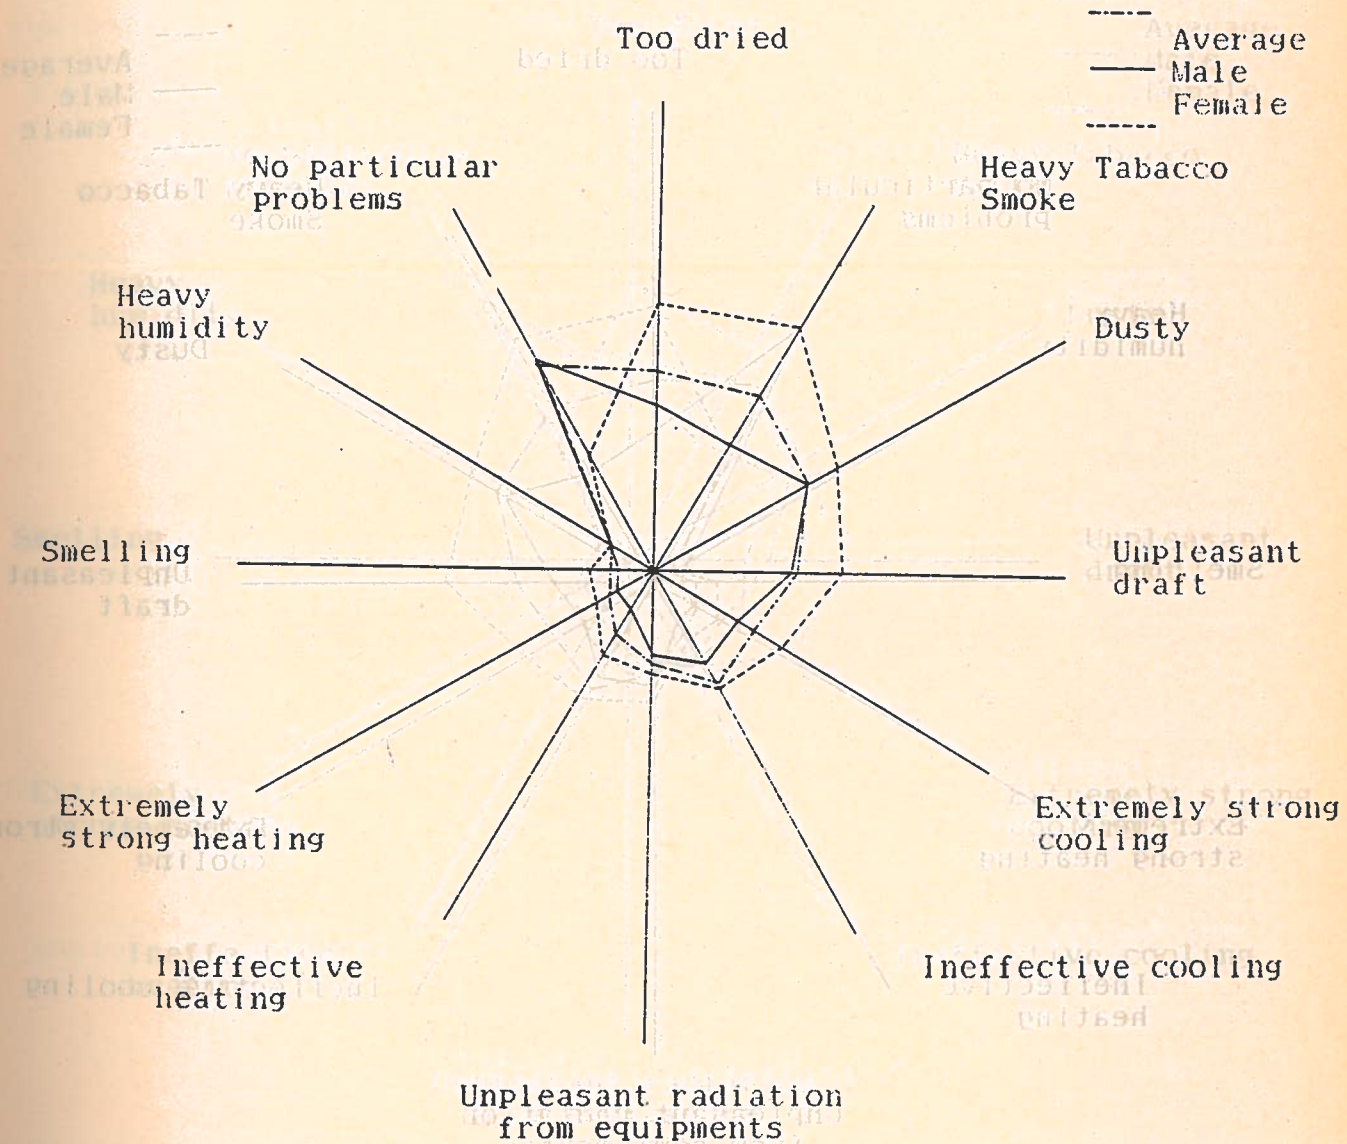 Too dried
Average
Male
Female
No particular
problems
Heavy Tabacco
Smoke
Heavy
humidity
Dusty
Smelling
Unpleasant
draft
Extremely
strong heating
Extremely strong
cooling
Ineffective
heating
Ineffective cooling
Unpleasant radiation
from equipments